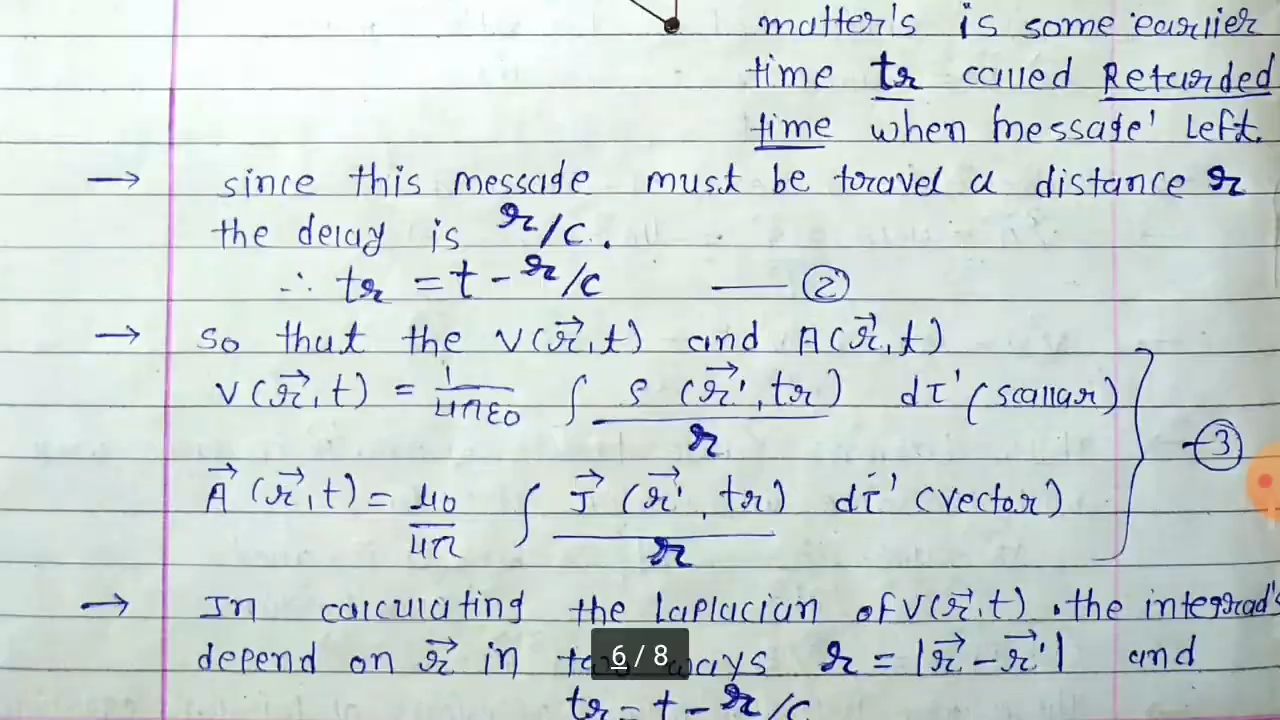 matter's is some earlier
time tr called Retarded
time when message' left.
→ since this message must be travel a distance r
the delay is r/c.
∴ tr = t - r/c —— ②
→ So that the V(r⃗,t) and A(r⃗,t)
V(r⃗,t) = 1/4πε0 ∫ ρ(r⃗',tr)/r dτ' (scallar)
A⃗(r⃗,t) = μ0/4π ∫ J⃗(r⃗',tr)/r dτ' (vector) } -③
→ In calculating the Laplacian of V(r⃗,t). the integrad's
depend on r⃗ in ways r = |r⃗ - r⃗'| and
6 / 8
tr = t - r/c